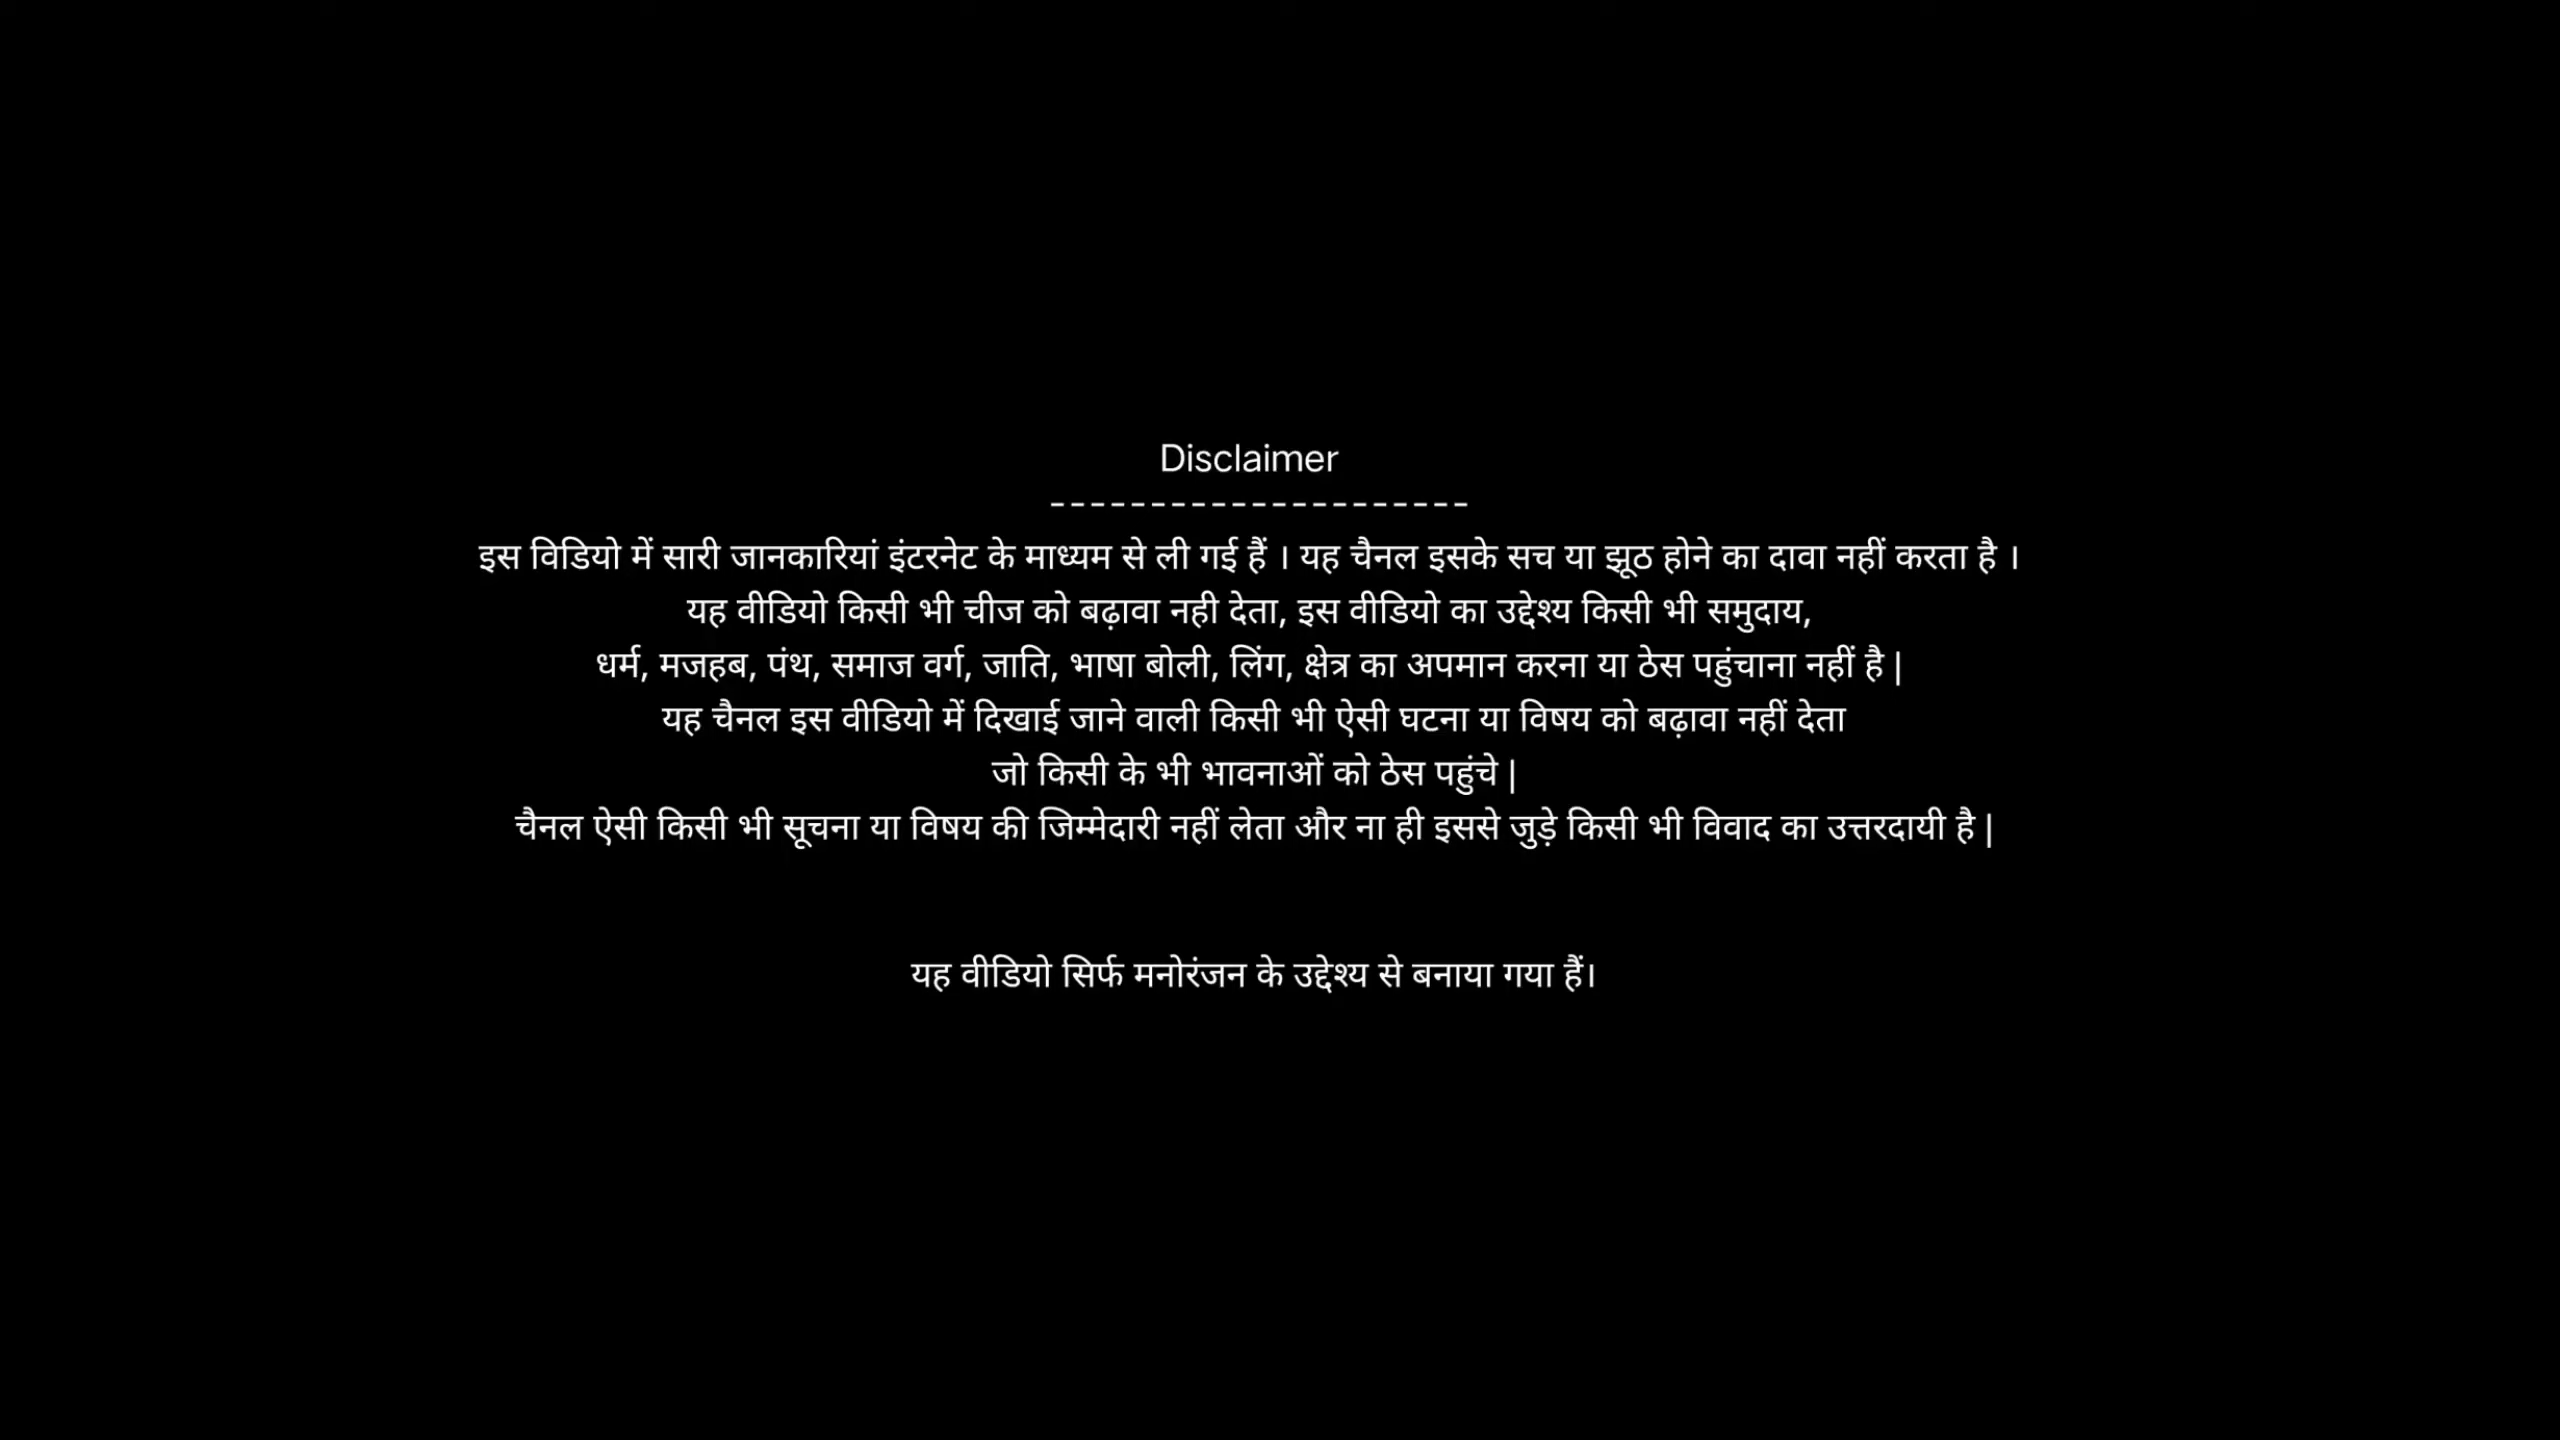 Disclaimer
---------------------
इस विडियो में सारी जानकारियां इंटरनेट के माध्यम से ली गई हैं । यह चैनल इसके सच या झूठ होने का दावा नहीं करता है ।
यह वीडियो किसी भी चीज को बढ़ावा नही देता, इस वीडियो का उद्देश्य किसी भी समुदाय,
धर्म, मजहब, पंथ, समाज वर्ग, जाति, भाषा बोली, लिंग, क्षेत्र का अपमान करना या ठेस पहुंचाना नहीं है |
यह चैनल इस वीडियो में दिखाई जाने वाली किसी भी ऐसी घटना या विषय को बढ़ावा नहीं देता
जो किसी के भी भावनाओं को ठेस पहुंचे |
चैनल ऐसी किसी भी सूचना या विषय की जिम्मेदारी नहीं लेता और ना ही इससे जुड़े किसी भी विवाद का उत्तरदायी है |
यह वीडियो सिर्फ मनोरंजन के उद्देश्य से बनाया गया हैं।